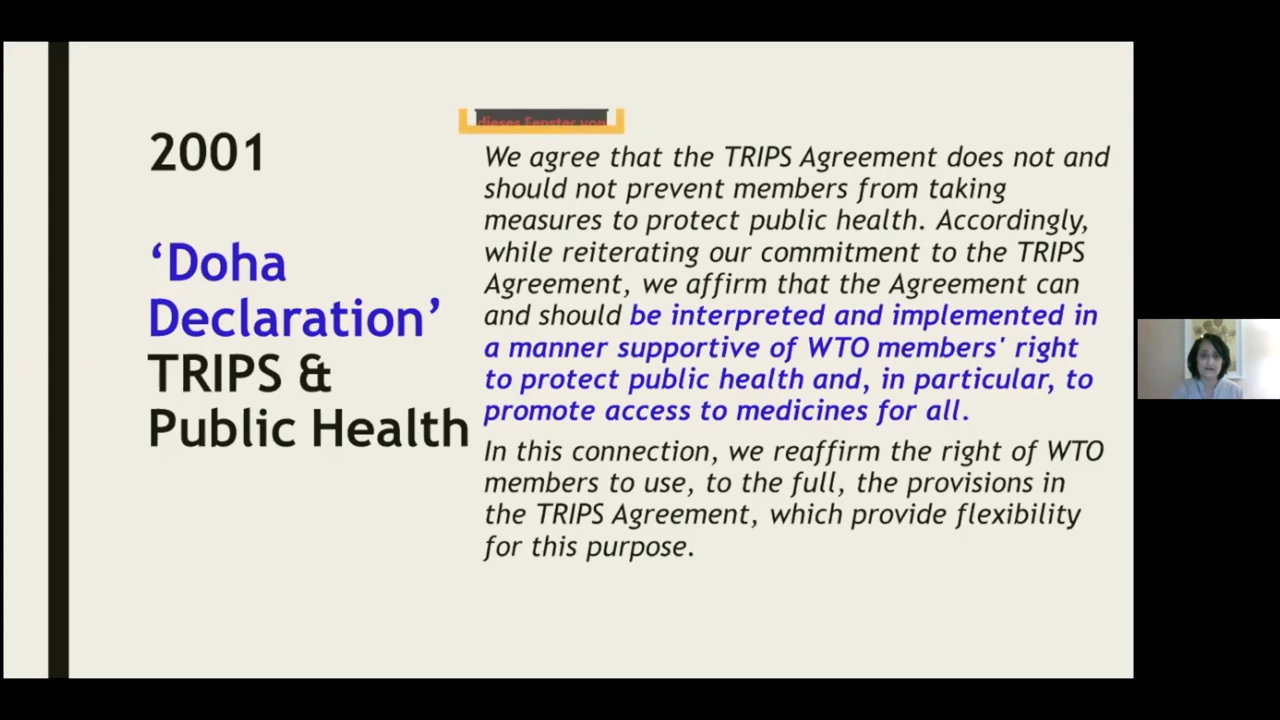 2001
‘Doha
Declaration’
TRIPS &
Public Health
dieses Fenster von
We agree that the TRIPS Agreement does not and
should not prevent members from taking
measures to protect public health. Accordingly,
while reiterating our commitment to the TRIPS
Agreement, we affirm that the Agreement can
and should be interpreted and implemented in
a manner supportive of WTO members' right
to protect public health and, in particular, to
promote access to medicines for all.
In this connection, we reaffirm the right of WTO
members to use, to the full, the provisions in
the TRIPS Agreement, which provide flexibility
for this purpose.